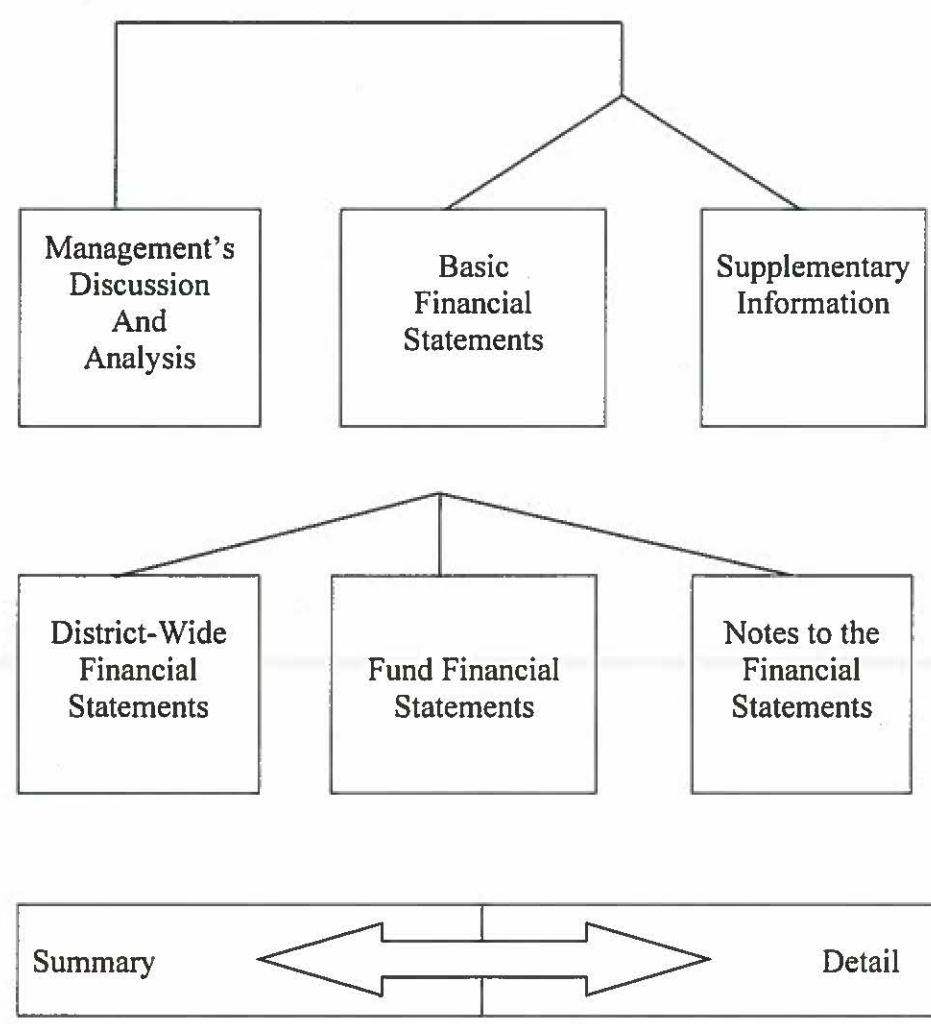 Management's
Discussion
And
Analysis
Basic
Financial
Statements
Supplementary
Information
District-Wide
Financial
Statements
Fund Financial
Statements
Notes to the
Financial
Statements
Summary
Detail